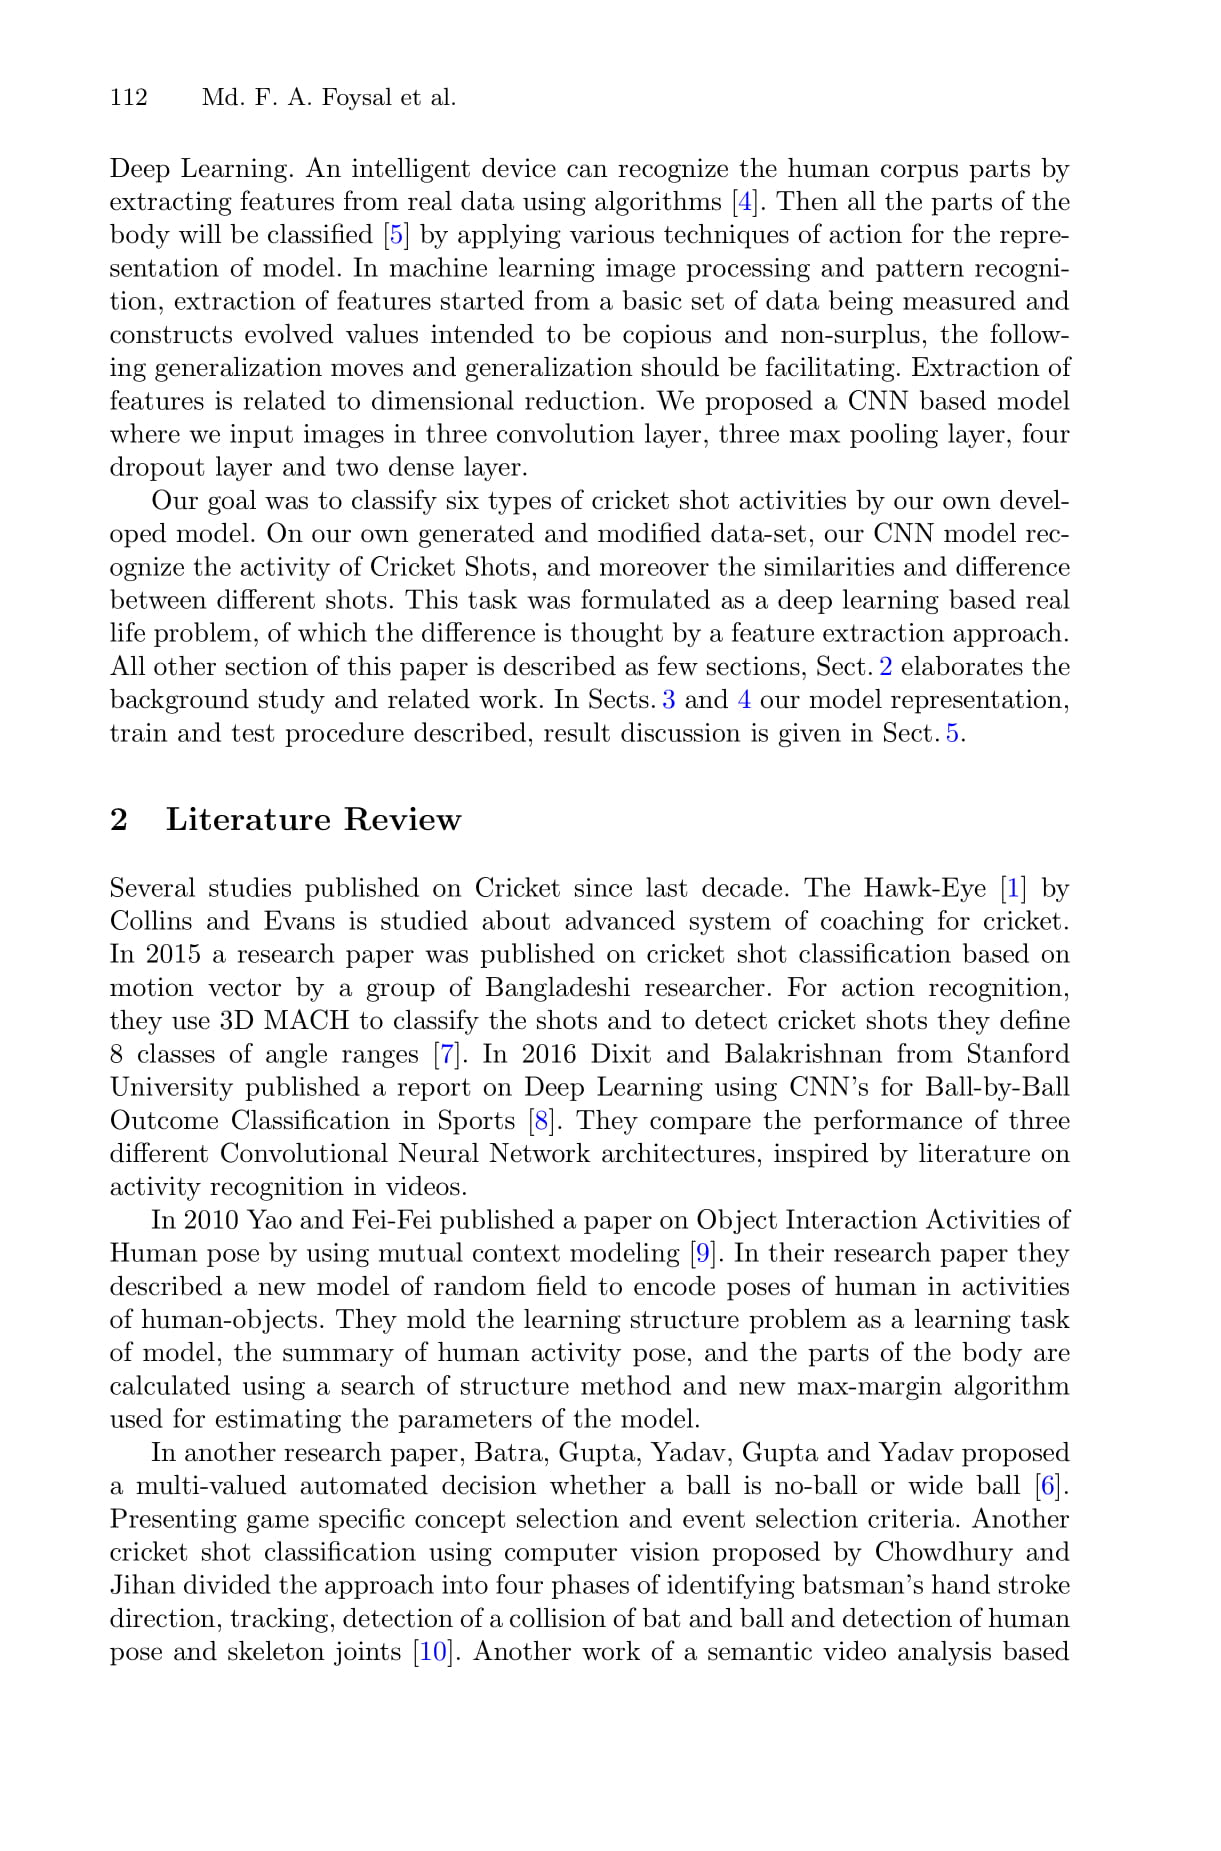 112 Md. F. A. Foysal et al.
Deep Learning. An intelligent device can recognize the human corpus parts by
extracting features from real data using algorithms [4]. Then all the parts of the
body will be classified [5] by applying various techniques of action for the repre-
sentation of model. In machine learning image processing and pattern recogni-
tion, extraction of features started from a basic set of data being measured and
constructs evolved values intended to be copious and non-surplus, the follow-
ing generalization moves and generalization should be facilitating. Extraction of
features is related to dimensional reduction. We proposed a CNN based model
where we input images in three convolution layer, three max pooling layer, four
dropout layer and two dense layer.
Our goal was to classify six types of cricket shot activities by our own devel-
oped model. On our own generated and modified data-set, our CNN model rec-
ognize the activity of Cricket Shots, and moreover the similarities and difference
between different shots. This task was formulated as a deep learning based real
life problem, of which the difference is thought by a feature extraction approach.
All other section of this paper is described as few sections, Sect. 2 elaborates the
background study and related work. In Sects. 3 and 4 our model representation,
train and test procedure described, result discussion is given in Sect. 5.
2 Literature Review
Several studies published on Cricket since last decade. The Hawk-Eye [1] by
Collins and Evans is studied about advanced system of coaching for cricket.
In 2015 a research paper was published on cricket shot classification based on
motion vector by a group of Bangladeshi researcher. For action recognition,
they use 3D MACH to classify the shots and to detect cricket shots they define
8 classes of angle ranges [7]. In 2016 Dixit and Balakrishnan from Stanford
University published a report on Deep Learning using CNN's for Ball-by-Ball
Outcome Classification in Sports [8]. They compare the performance of three
different Convolutional Neural Network architectures, inspired by literature on
activity recognition in videos.
In 2010 Yao and Fei-Fei published a paper on Object Interaction Activities of
Human pose by using mutual context modeling [9]. In their research paper they
described a new model of random field to encode poses of human in activities
of human-objects. They mold the learning structure problem as a learning task
of model, the summary of human activity pose, and the parts of the body are
calculated using a search of structure method and new max-margin algorithm
used for estimating the parameters of the model.
In another research paper, Batra, Gupta, Yadav, Gupta and Yadav proposed
a multi-valued automated decision whether a ball is no-ball or wide ball [6].
Presenting game specific concept selection and event selection criteria. Another
cricket shot classification using computer vision proposed by Chowdhury and
Jihan divided the approach into four phases of identifying batsman's hand stroke
direction, tracking, detection of a collision of bat and ball and detection of human
pose and skeleton joints [10]. Another work of a semantic video analysis based